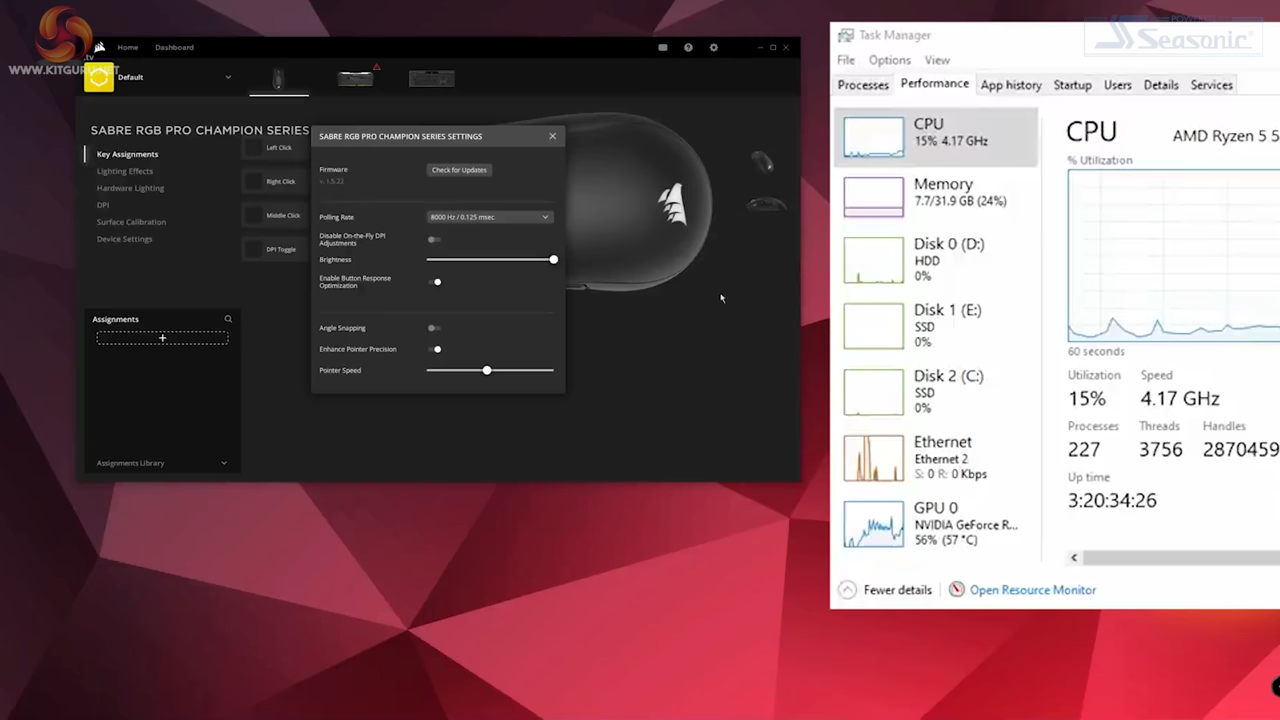 .tv
WWW.KITGURU.NET
Home
Dashboard
Default
SABRE RGB PRO CHAMPION SERIES
Key Assignments
Lighting Effects
Hardware Lighting
DPI
Surface Calibration
Device Settings
Left Click
Right Click
Middle Click
DPI Toggle
Assignments
+
Assignments Library
SABRE RGB PRO CHAMPION SERIES SETTINGS
Firmware
v. 1.5.22
Check for Updates
Polling Rate
8000 Hz / 0.125 msec
Disable On-the-Fly DPI
Adjustments
Brightness
Enable Button Response
Optimization
Angle Snapping
Enhance Pointer Precision
Pointer Speed
POWERED BY
Seasonic
Task Manager
File Options View
Processes Performance App history Startup Users Details Services
CPU
15% 4.17 GHz
Memory
7.7/31.9 GB (24%)
Disk 0 (D:)
HDD
0%
Disk 1 (E:)
SSD
0%
Disk 2 (C:)
SSD
0%
Ethernet
Ethernet 2
S: 0 R: 0 Kbps
GPU 0
NVIDIA GeForce R...
56% (57 °C)
CPU
AMD Ryzen 5 5
% Utilization
60 seconds
Utilization Speed
15% 4.17 GHz
Processes Threads Handles
227 3756 2870459
Up time
3:20:34:26
Fewer details
Open Resource Monitor